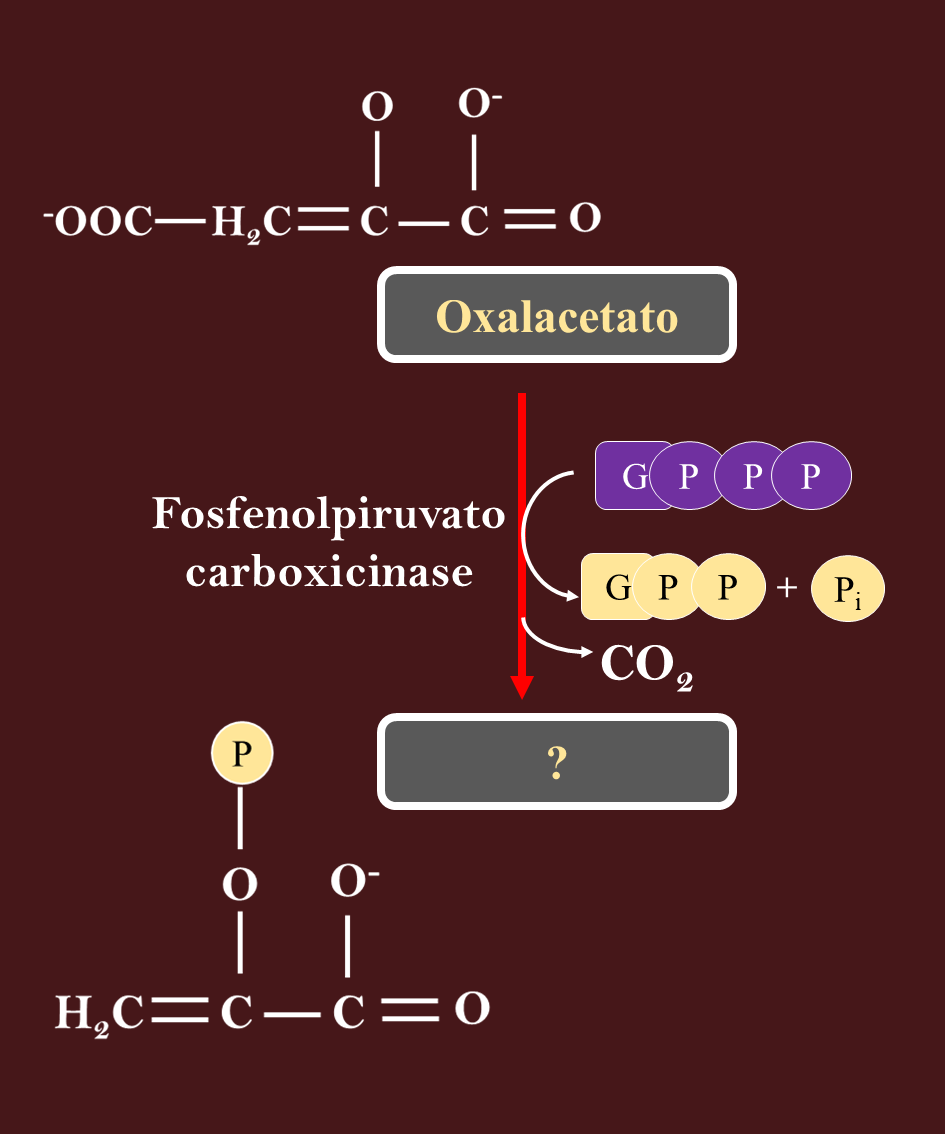 O O⁻
⁻OOC—H₂C=C—C=O
Oxalacetato
G P P P
Fosfenolpiruvato
carboxicinase
G P P + Pᵢ
CO₂
?
P
O O⁻
H₂C=C—C=O